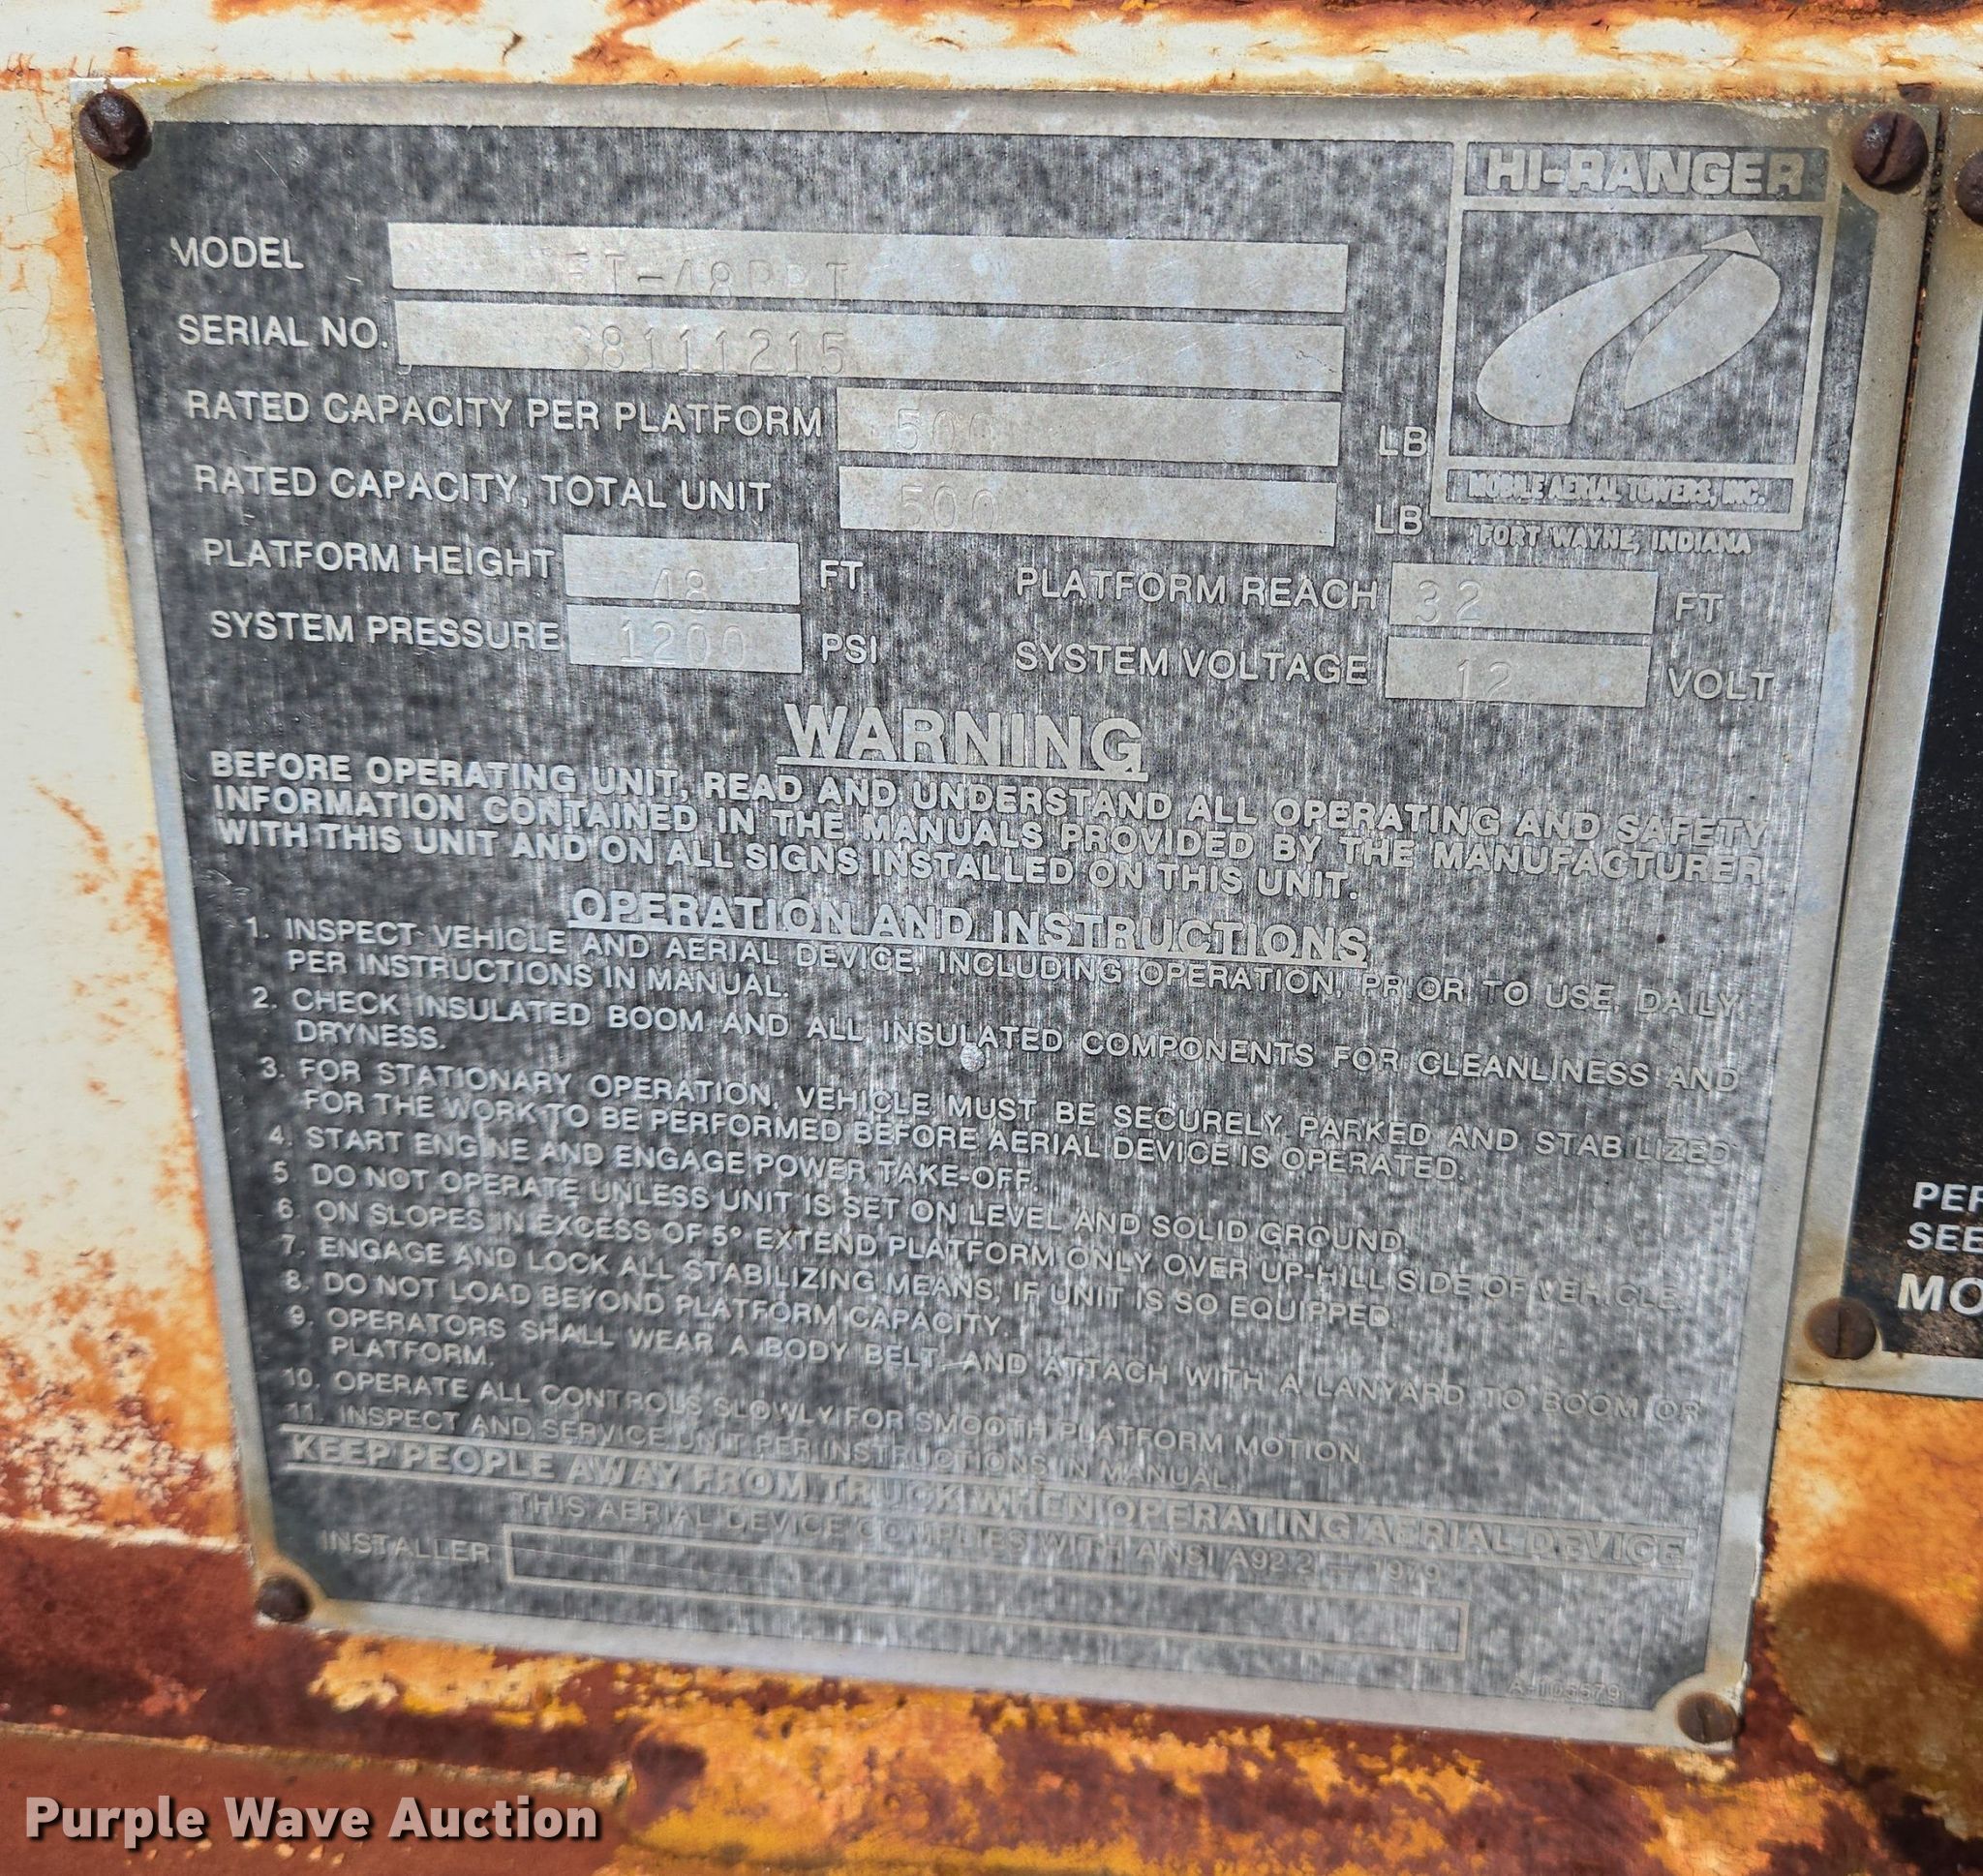 HI-RANGER
MODEL
SERIAL NO. 38111215
RATED CAPACITY PER PLATFORM 500 LB
RATED CAPACITY, TOTAL UNIT 500 LB
MOBILE AERIAL TOWERS, INC.
FORT WAYNE, INDIANA
PLATFORM HEIGHT 48 FT PLATFORM REACH 32 FT
SYSTEM PRESSURE 1200 PSI SYSTEM VOLTAGE 12 VOLT
WARNING
BEFORE OPERATING UNIT, READ AND UNDERSTAND ALL OPERATING AND SAFETY
INFORMATION CONTAINED IN THE MANUALS PROVIDED BY THE MANUFACTURER
WITH THIS UNIT AND ON ALL SIGNS INSTALLED ON THIS UNIT.
OPERATION AND INSTRUCTIONS
1. INSPECT VEHICLE AND AERIAL DEVICE, INCLUDING OPERATION, PRIOR TO USE, DAILY
PER INSTRUCTIONS IN MANUAL.
2. CHECK INSULATED BOOM AND ALL INSULATED COMPONENTS FOR CLEANLINESS AND
DRYNESS.
3. FOR STATIONARY OPERATION, VEHICLE MUST BE SECURELY PARKED AND STABILIZED
FOR THE WORK TO BE PERFORMED BEFORE AERIAL DEVICE IS OPERATED.
4. START ENGINE AND ENGAGE POWER TAKE-OFF.
5 DO NOT OPERATE UNLESS UNIT IS SET ON LEVEL AND SOLID GROUND.
6. ON SLOPES IN EXCESS OF 5° EXTEND PLATFORM ONLY OVER UP-HILL SIDE OF VEHICLE.
7. ENGAGE AND LOCK ALL STABILIZING MEANS, IF UNIT IS SO EQUIPPED.
8. DO NOT LOAD BEYOND PLATFORM CAPACITY.
9. OPERATORS SHALL WEAR A BODY BELT, AND ATTACH WITH A LANYARD TO BOOM OR
PLATFORM.
10. OPERATE ALL CONTROLS SLOWLY FOR SMOOTH PLATFORM MOTION
11. INSPECT AND SERVICE UNIT PER INSTRUCTIONS IN MANUAL.
KEEP PEOPLE AWAY FROM TRUCK WHEN OPERATING AERIAL DEVICE
THIS AERIAL DEVICE COMPLIES WITH ANSI A92.2 — 1979
INSTALLER
A-105579
PER
SEE
MO
Purple Wave Auction